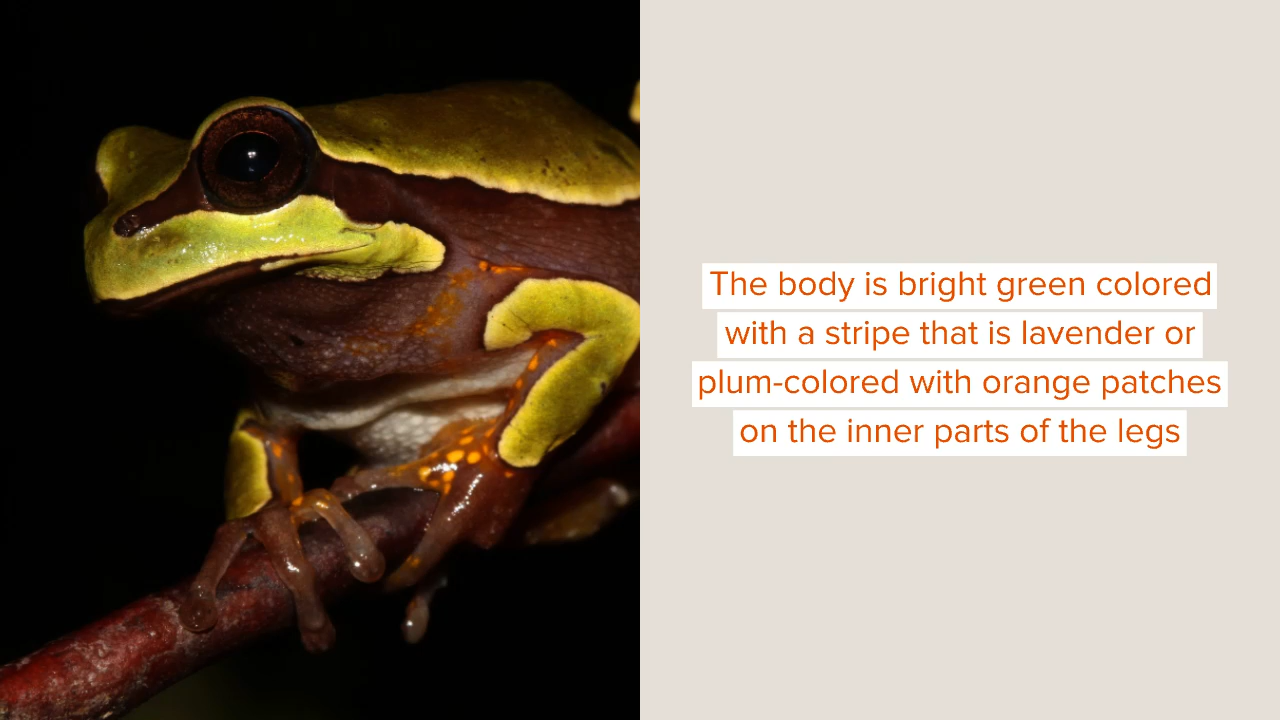 The body is bright green colored
with a stripe that is lavender or
plum-colored with orange patches
on the inner parts of the legs